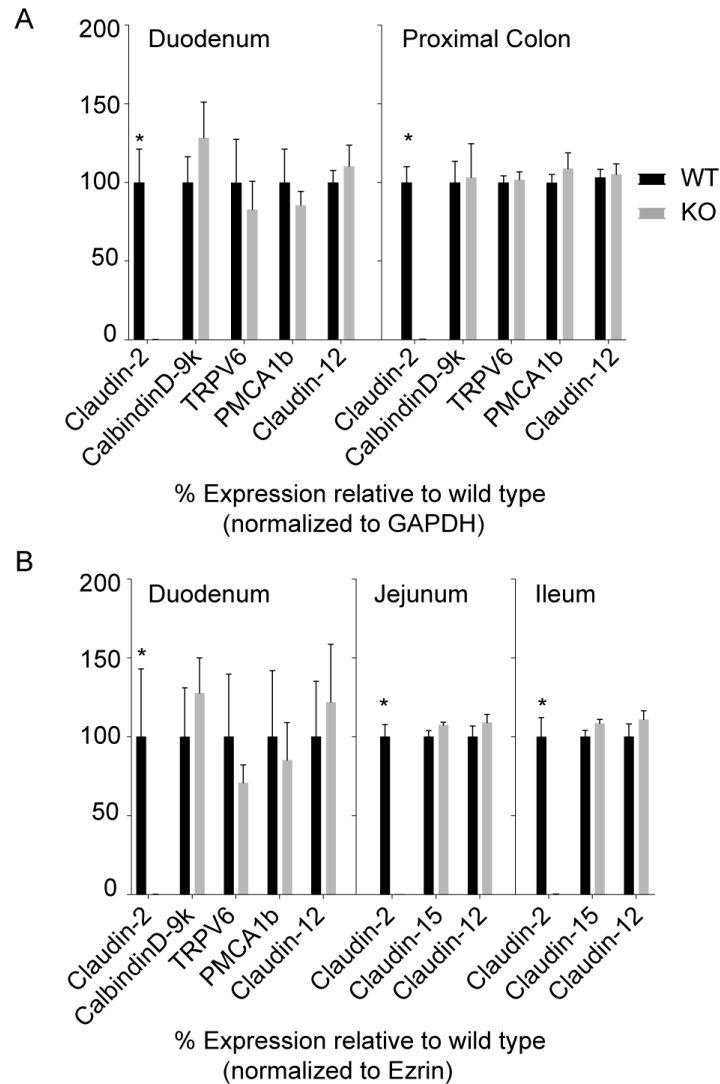 A
200
Duodenum
Proximal Colon
150
*
*
WT
100
KO
50
0
Claudin-2
CalbindinD-9k
TRPV6
PMCA1b
Claudin-12
Claudin-2
CalbindinD-9k
TRPV6
PMCA1b
Claudin-12
% Expression relative to wild type
(normalized to GAPDH)
B
200
Duodenum
Jejunum
Ileum
150
*
*
*
100
50
0
Claudin-2
CalbindinD-9k
TRPV6
PMCA1b
Claudin-12
Claudin-2
Claudin-15
Claudin-12
Claudin-2
Claudin-15
Claudin-12
% Expression relative to wild type
(normalized to Ezrin)